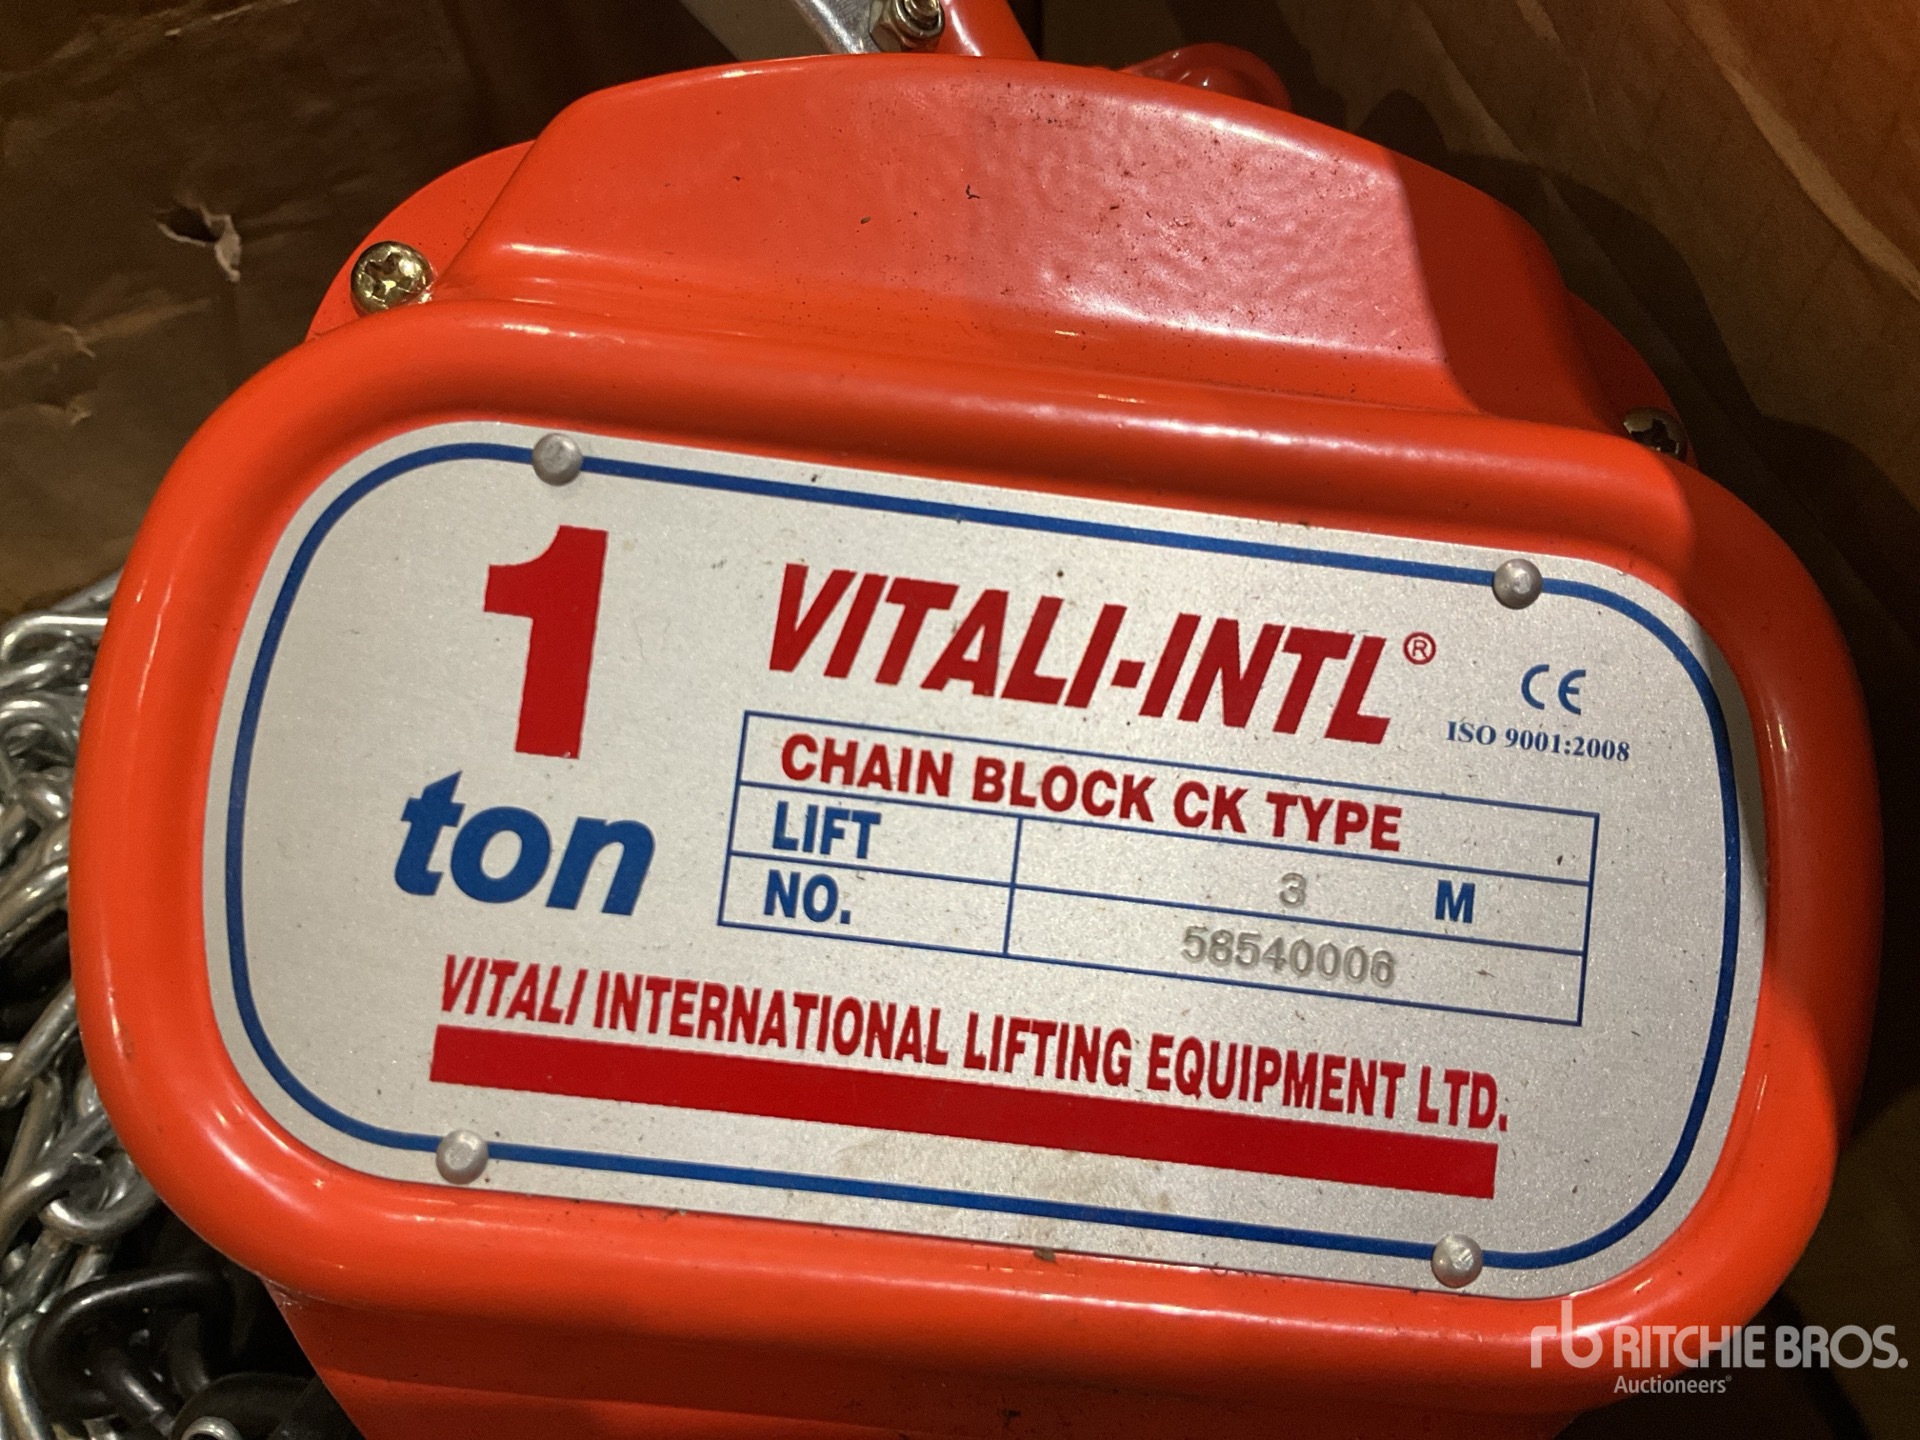 1
ton
VITALI-INTL®
CE
ISO 9001:2008
CHAIN BLOCK CK TYPE
LIFT 3 M
NO. 58540006
VITALI INTERNATIONAL LIFTING EQUIPMENT LTD.
rb RITCHIE BROS.
Auctioneers®